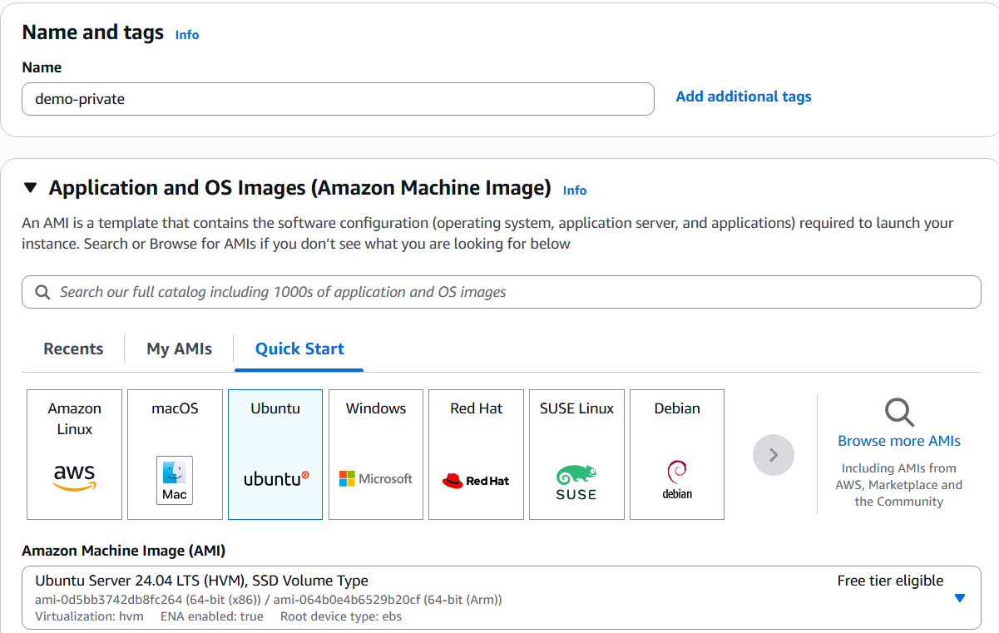 Name and tags Info
Name
demo-private
Add additional tags
Application and OS Images (Amazon Machine Image) Info
An AMI is a template that contains the software configuration (operating system, application server, and applications) required to launch your
instance. Search or Browse for AMIs if you don’t see what you are looking for below
Search our full catalog including 1000s of application and OS images
Recents
My AMIs
Quick Start
Amazon
Linux
aws
macOS
Mac
Ubuntu
ubuntu
Windows
Microsoft
Red Hat
Red Hat
SUSE Linux
SUSE
Debian
debian
Browse more AMIs
Including AMIs from
AWS, Marketplace and
the Community
Amazon Machine Image (AMI)
Ubuntu Server 24.04 LTS (HVM), SSD Volume Type
Free tier eligible
ami-0d5bb3742db8fc264 (64-bit (x86)) / ami-064b0e4b6529b20cf (64-bit (Arm))
Virtualization: hvm ENA enabled: true Root device type: ebs